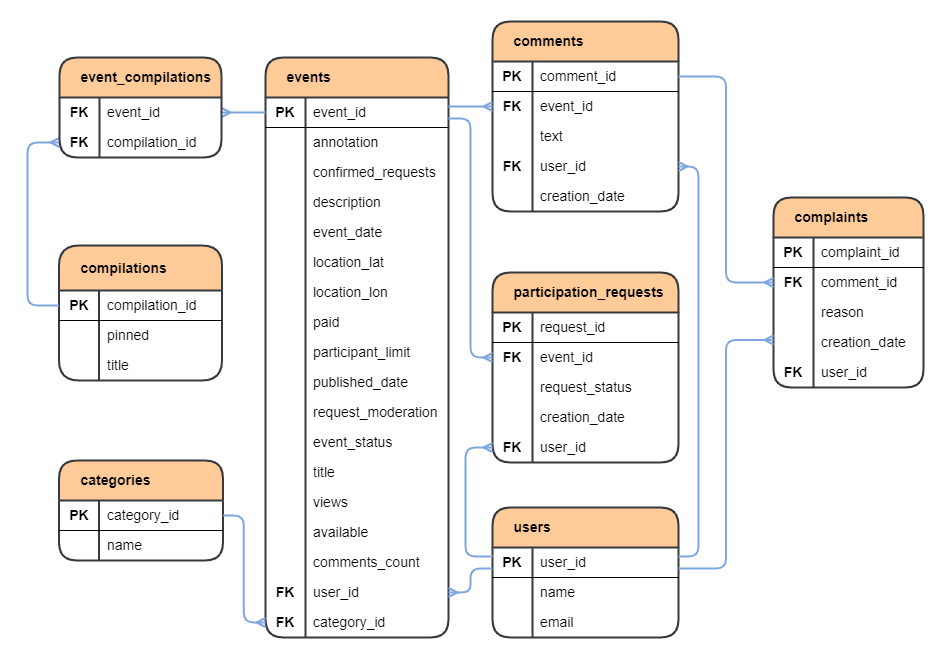 event_compilations
FK event_id
FK compilation_id
compilations
PK compilation_id
pinned
title
categories
PK category_id
name
events
PK event_id
annotation
confirmed_requests
description
event_date
location_lat
location_lon
paid
participant_limit
published_date
request_moderation
event_status
title
views
available
comments_count
FK user_id
FK category_id
comments
PK comment_id
FK event_id
text
FK user_id
creation_date
participation_requests
PK request_id
FK event_id
request_status
creation_date
FK user_id
users
PK user_id
name
email
complaints
PK complaint_id
FK comment_id
reason
creation_date
FK user_id